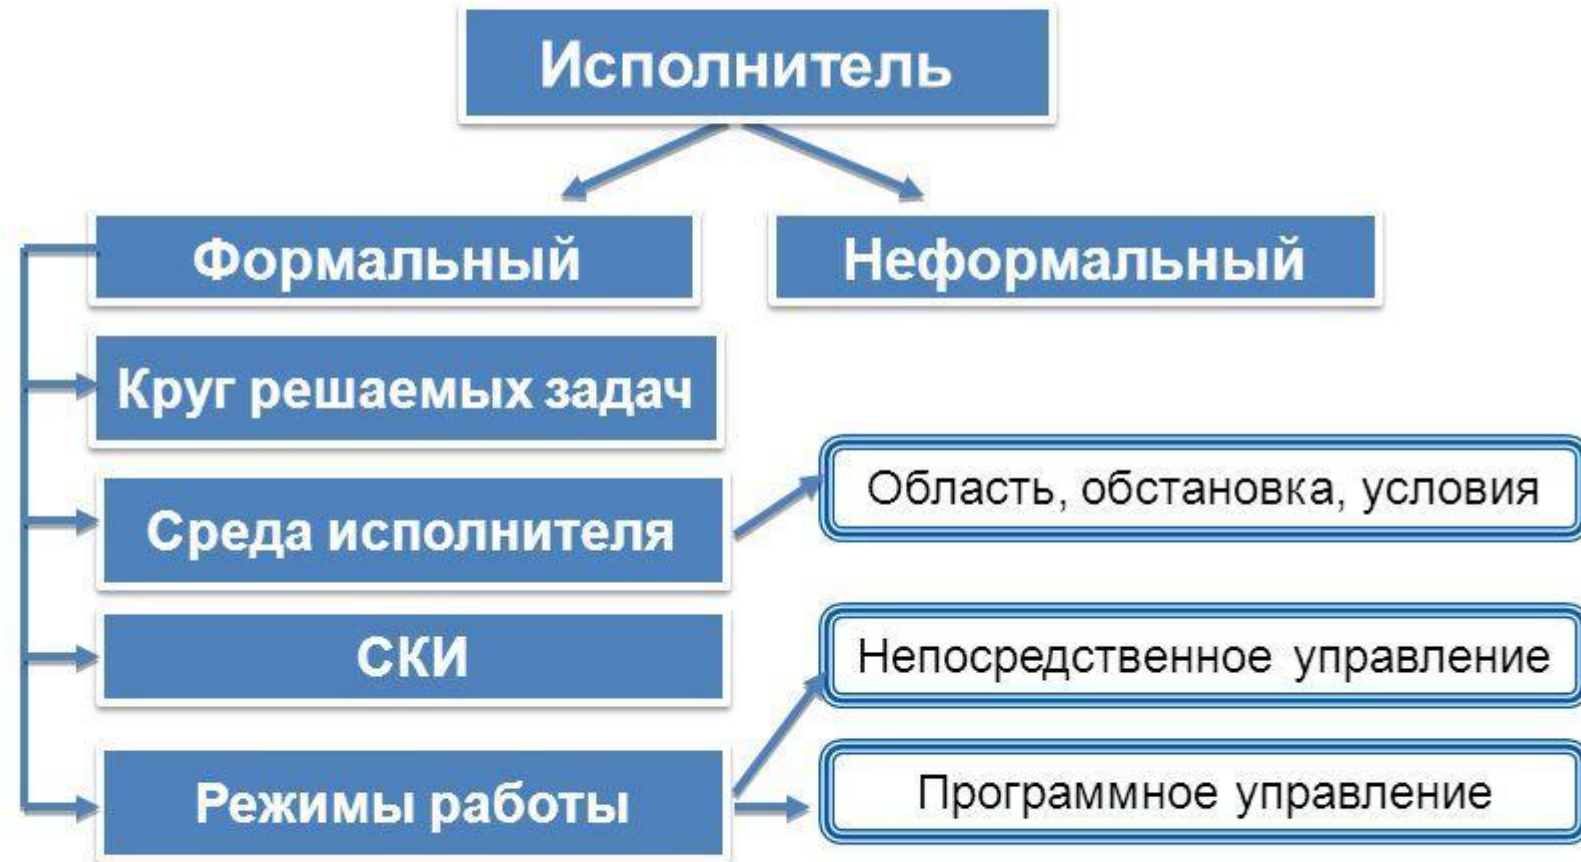 Исполнитель
Формальный
Неформальный
Круг решаемых задач
Среда исполнителя
Область, обстановка, условия
СКИ
Непосредственное управление
Режимы работы
Программное управление